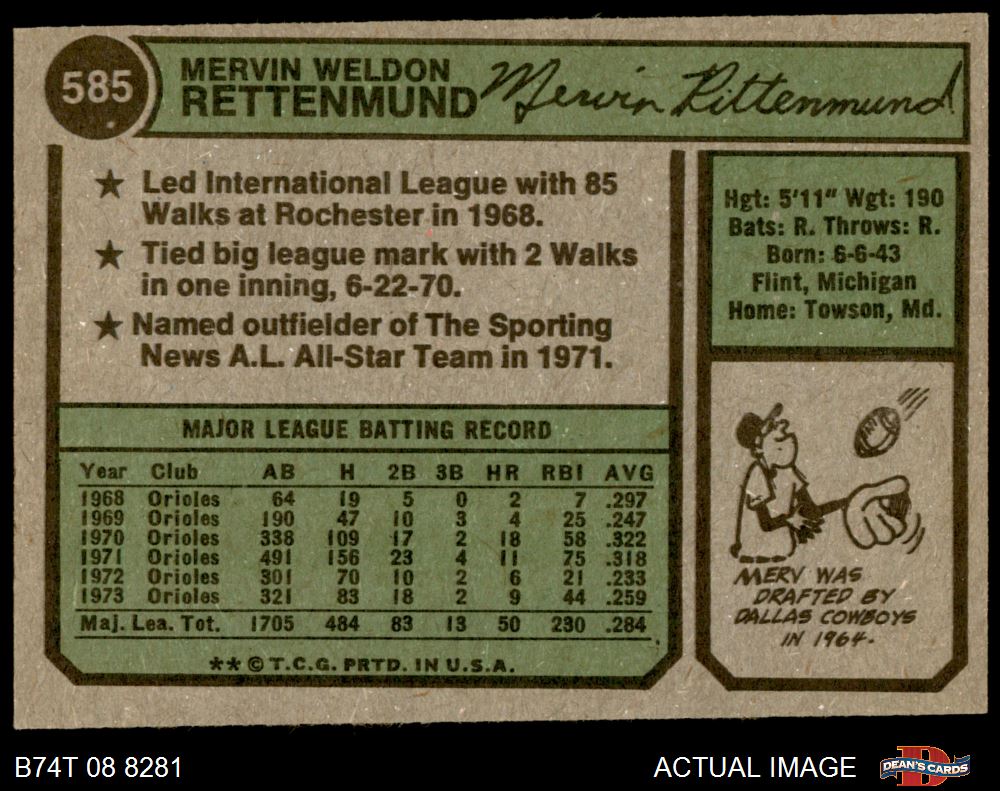 585
MERVIN WELDON
RETTENMUND
Mervin Rettenmund
★ Led International League with 85
Walks at Rochester in 1968.
★ Tied big league mark with 2 Walks
in one inning, 6-22-70.
★ Named outfielder of The Sporting
News A.L. All-Star Team in 1971.
Hgt: 5'11" Wgt: 190
Bats: R. Throws: R.
Born: 6-6-43
Flint, Michigan
Home: Towson, Md.
MAJOR LEAGUE BATTING RECORD
Year Club AB H 2B 3B HR RBI AVG
1968 Orioles 64 19 5 0 2 7 .297
1969 Orioles 190 47 10 3 4 25 .247
1970 Orioles 338 109 17 2 18 58 .322
1971 Orioles 491 156 23 4 11 75 .318
1972 Orioles 301 70 10 2 6 21 .233
1973 Orioles 321 83 18 2 9 44 .259
Maj. Lea. Tot. 1705 484 83 13 50 230 .284
**©T.C.G. PRTD. IN U.S.A.
MERV WAS
DRAFTED BY
DALLAS COWBOYS
IN 1964.
B74T 08 8281
ACTUAL IMAGE
D
DEAN'S CARDS